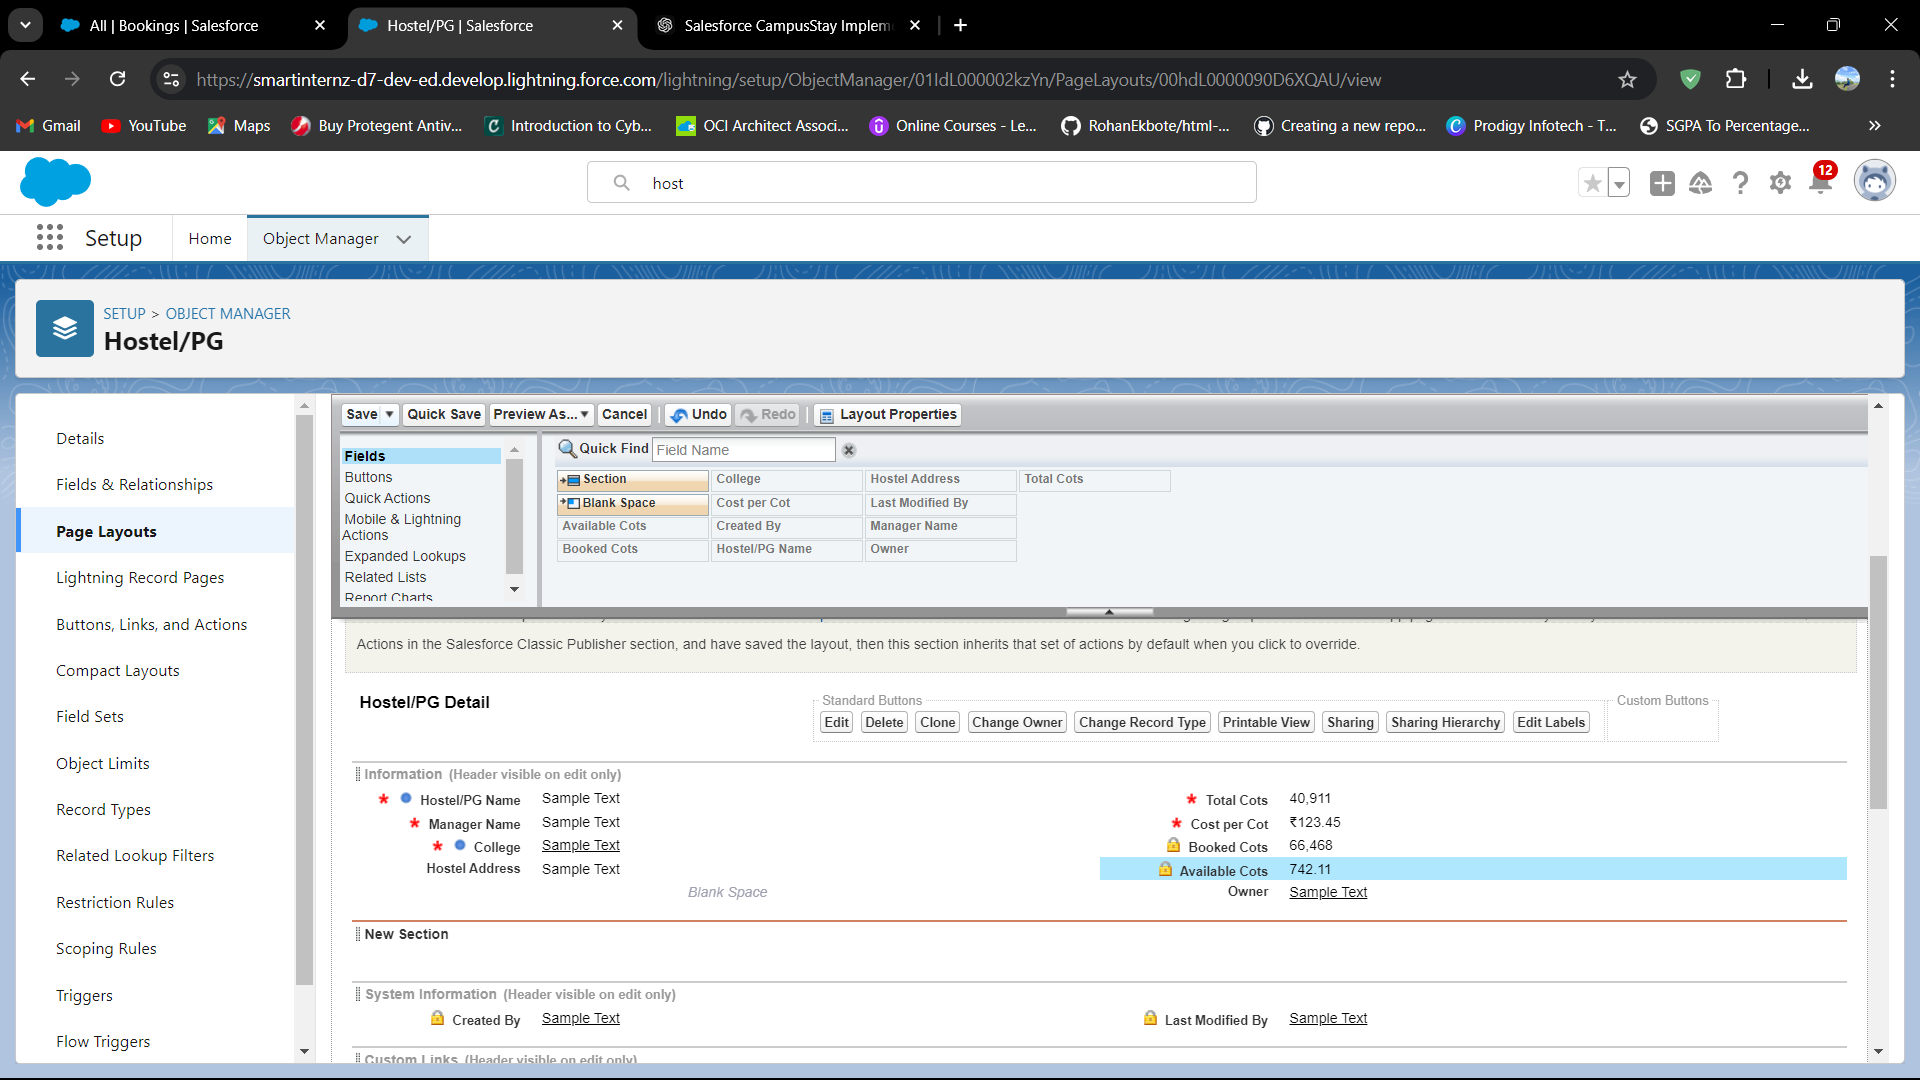 All | Bookings | Salesforce
Hostel/PG | Salesforce
Salesforce CampusStay Implem
https://smartinternz-d7-dev-ed.develop.lightning.force.com/lightning/setup/ObjectManager/01IdL000002kzYn/PageLayouts/00hdL0000090D6XQAU/view
Gmail YouTube Maps Buy Protegent Antiv... Introduction to Cyb... OCI Architect Associ... Online Courses - Le... RohanEkbote/html-... Creating a new repo... Prodigy Infotech - T... SGPA To Percentage...
host
12
Setup Home Object Manager
SETUP > OBJECT MANAGER
Hostel/PG
Details
Fields & Relationships
Page Layouts
Lightning Record Pages
Buttons, Links, and Actions
Compact Layouts
Field Sets
Object Limits
Record Types
Related Lookup Filters
Restriction Rules
Scoping Rules
Triggers
Flow Triggers
Save Quick Save Preview As... Cancel Undo Redo Layout Properties
Fields
Buttons
Quick Actions
Mobile & Lightning
Actions
Expanded Lookups
Related Lists
Report Charts
Quick Find Field Name
Section College Hostel Address Total Cots
Blank Space Cost per Cot Last Modified By
Available Cots Created By Manager Name
Booked Cots Hostel/PG Name Owner
Actions in the Salesforce Classic Publisher section, and have saved the layout, then this section inherits that set of actions by default when you click to override.
Hostel/PG Detail
Standard Buttons
Edit Delete Clone Change Owner Change Record Type Printable View Sharing Sharing Hierarchy Edit Labels
Custom Buttons
Information (Header visible on edit only)
* Hostel/PG Name Sample Text * Total Cots 40,911
* Manager Name Sample Text * Cost per Cot ₹123.45
* College Sample Text Booked Cots 66,468
Hostel Address Sample Text Available Cots 742.11
Blank Space Owner Sample Text
New Section
System Information (Header visible on edit only)
Created By Sample Text Last Modified By Sample Text
Custom Links (Header visible on edit only)